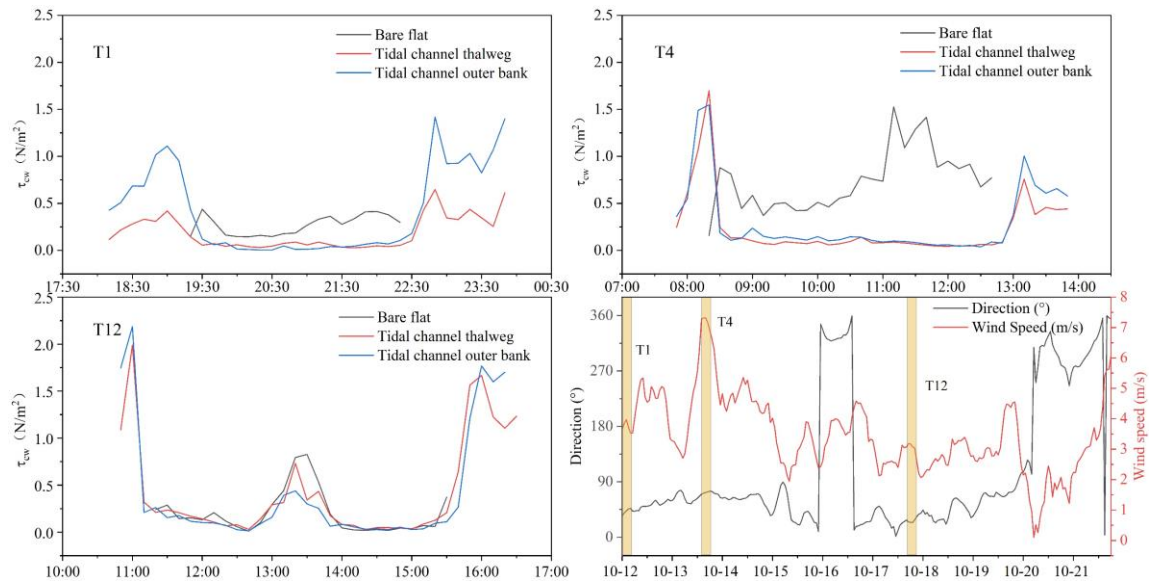 T1
Bare flat
Tidal channel thalweg
Tidal channel outer bank
τcw (N/m²)
2.5
2.0
1.5
1.0
0.5
0.0
17:30 18:30 19:30 20:30 21:30 22:30 23:30 00:30
T4
Bare flat
Tidal channel thalweg
Tidal channel outer bank
τcw (N/m²)
2.5
2.0
1.5
1.0
0.5
0.0
07:00 08:00 09:00 10:00 11:00 12:00 13:00 14:00
T12
Bare flat
Tidal channel thalweg
Tidal channel outer bank
τcw (N/m²)
2.5
2.0
1.5
1.0
0.5
0.0
10:00 11:00 12:00 13:00 14:00 15:00 16:00 17:00
Direction (°)
Wind Speed (m/s)
T1
T4
T12
Direction (°)
360
270
180
90
0
Wind speed (m/s)
8
7
6
5
4
3
2
1
0
10-12 10-13 10-14 10-16 10-16 10-17 10-18 10-19 10-20 10-21